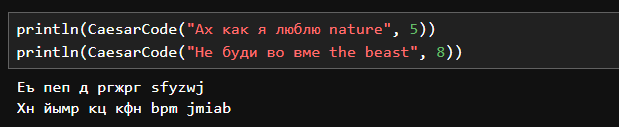 println(CaesarCode("Ах как я люблю nature", 5))
println(CaesarCode("Не буди во вме the beast", 8))
Еъ пеп д ргжрг sfyzwj
Хн йымр кц кфн bpm jmiab